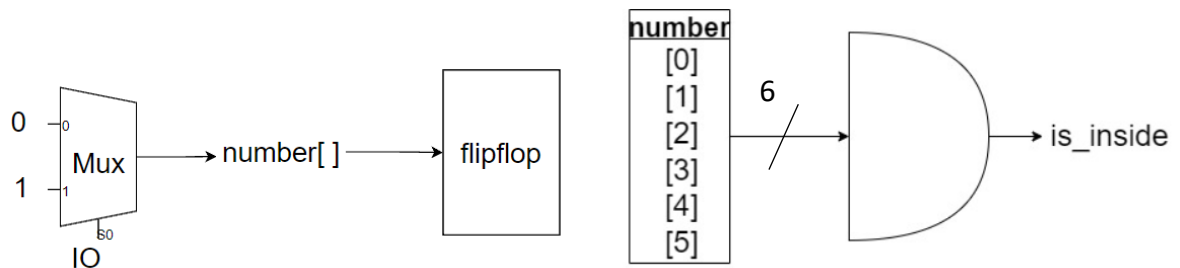 0
0
Mux
1
1
S0
IO
number[ ]
flipflop
number
[0]
[1]
[2]
[3]
[4]
[5]
6
is_inside